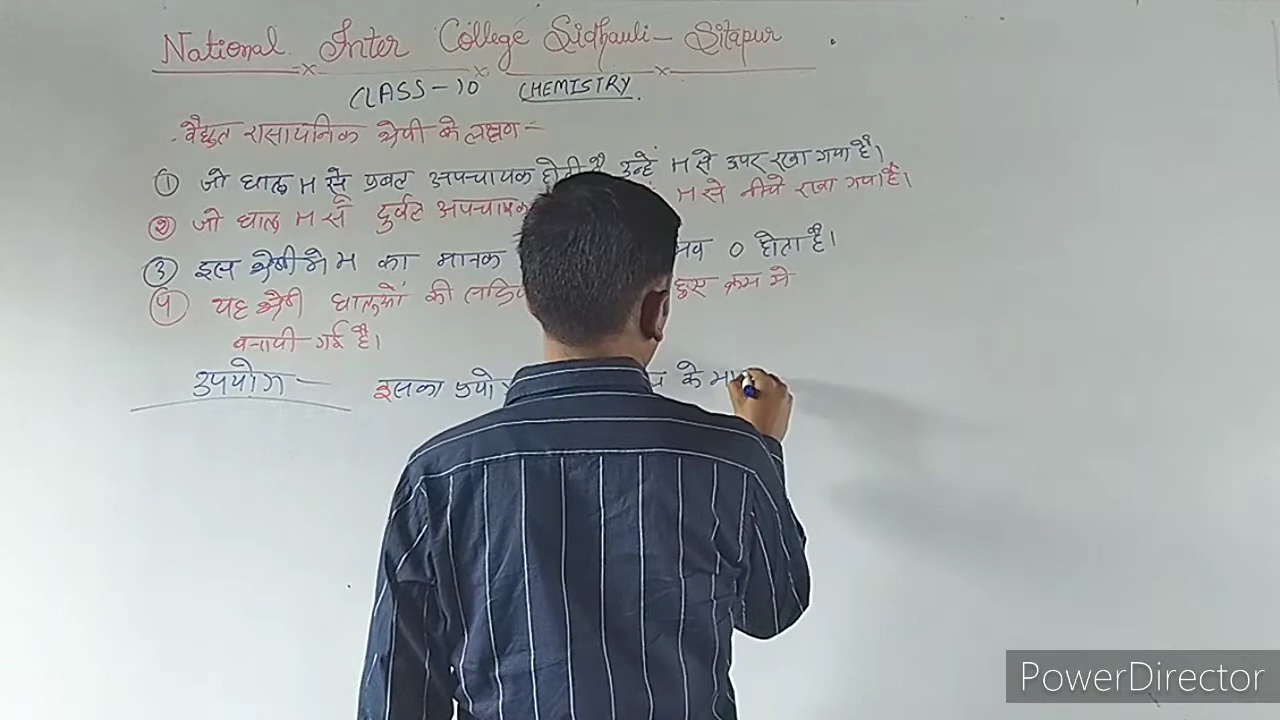 National Inter College Sidhauli - Sitapur
CLASS-10 CHEMISTRY.
वैद्युत रासायनिक श्रेणी के लक्षण -
① जो धातु H से प्रबल अपचायक होती है उन्हें H से ऊपर रखा गया है।
② जो धातु H से दुर्बल अपचायक H से नीचे रखा गया है।
③ इस श्रेणी में H का मानक 0 होता है।
④ यह श्रेणी धातुओं की हुए क्रम में
बनायी गई है।
उपयोग - इसका के
PowerDirector